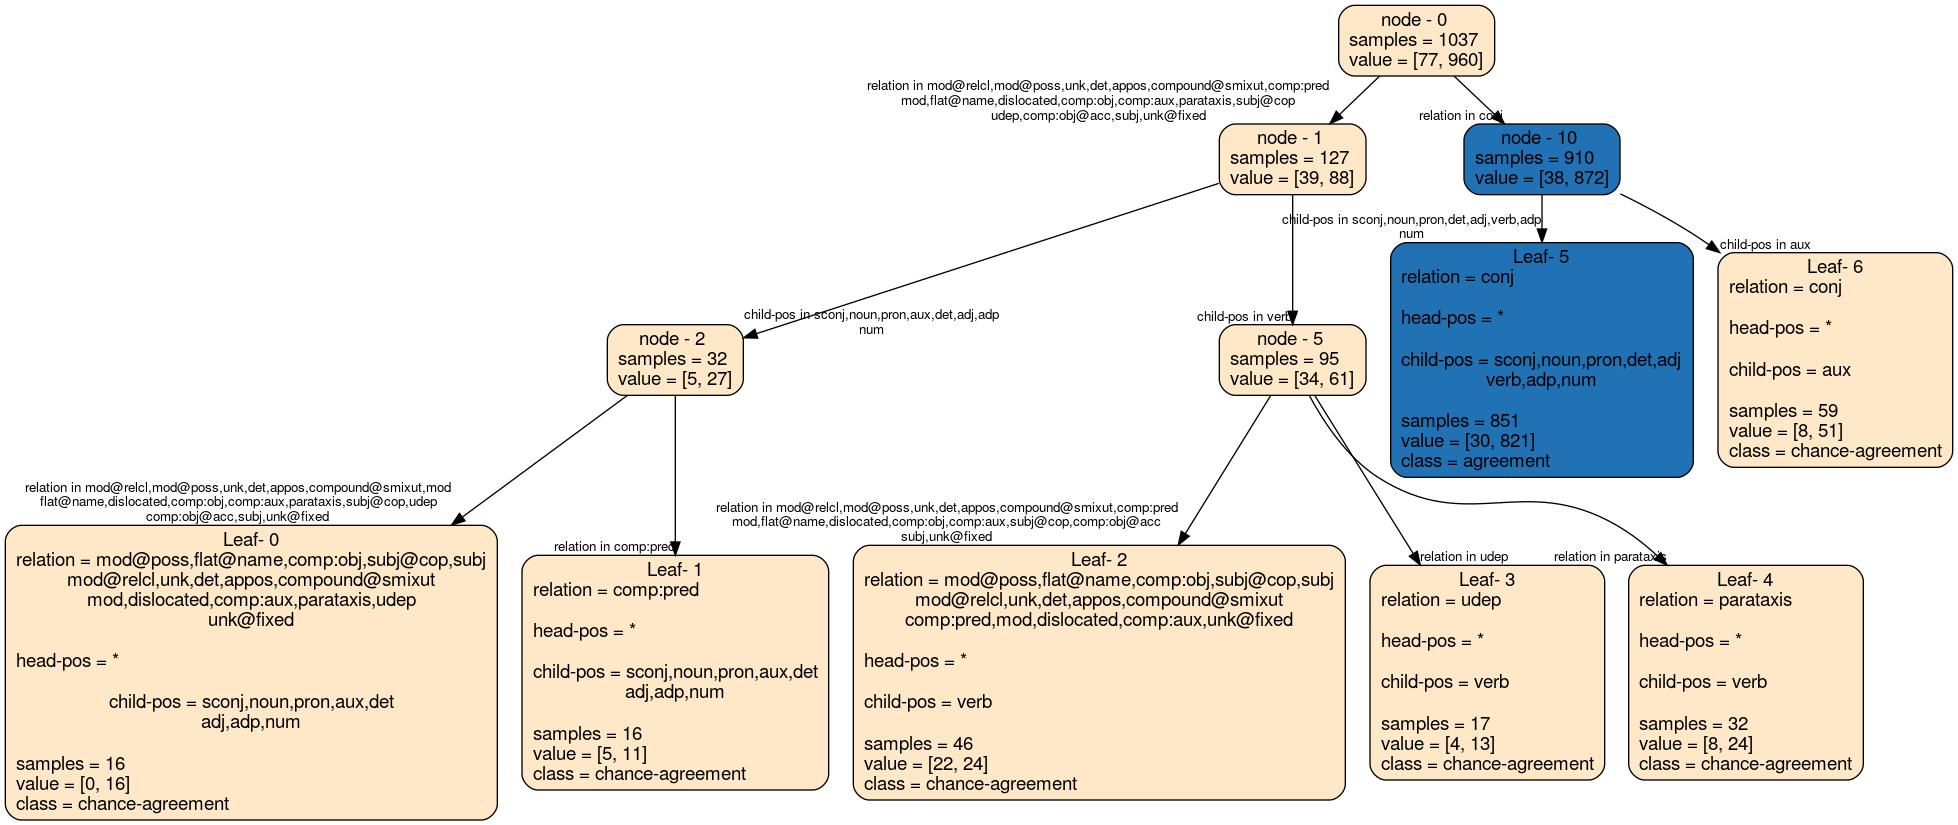 node - 0
samples = 1037
value = [77, 960]
relation in mod@relcl,mod@poss,unk,det,appos,compound@smixut,comp:pred
mod,flat@name,dislocated,comp:obj,comp:aux,parataxis,subj@cop
udep,comp:obj@acc,subj,unk@fixed
relation in conj
node - 1
samples = 127
value = [39, 88]
node - 10
samples = 910
value = [38, 872]
child-pos in sconj,noun,pron,aux,det,adj,adp
num
child-pos in verb
child-pos in sconj,noun,pron,det,adj,verb,adp
num
child-pos in aux
node - 2
samples = 32
value = [5, 27]
node - 5
samples = 95
value = [34, 61]
Leaf- 5
relation = conj
head-pos = *
child-pos = sconj,noun,pron,det,adj
verb,adp,num
samples = 851
value = [30, 821]
class = agreement
Leaf- 6
relation = conj
head-pos = *
child-pos = aux
samples = 59
value = [8, 51]
class = chance-agreement
relation in mod@relcl,mod@poss,unk,det,appos,compound@smixut,mod
flat@name,dislocated,comp:obj,comp:aux,parataxis,subj@cop,udep
comp:obj@acc,subj,unk@fixed
relation in comp:pred
relation in mod@relcl,mod@poss,unk,det,appos,compound@smixut,comp:pred
mod,flat@name,dislocated,comp:obj,comp:aux,subj@cop,comp:obj@acc
subj,unk@fixed
relation in udep
relation in parataxis
Leaf- 0
relation = mod@poss,flat@name,comp:obj,subj@cop,subj
mod@relcl,unk,det,appos,compound@smixut
mod,dislocated,comp:aux,parataxis,udep
unk@fixed
head-pos = *
child-pos = sconj,noun,pron,aux,det
adj,adp,num
samples = 16
value = [0, 16]
class = chance-agreement
Leaf- 1
relation = comp:pred
head-pos = *
child-pos = sconj,noun,pron,aux,det
adj,adp,num
samples = 16
value = [5, 11]
class = chance-agreement
Leaf- 2
relation = mod@poss,flat@name,comp:obj,subj@cop,subj
mod@relcl,unk,det,appos,compound@smixut
comp:pred,mod,dislocated,comp:aux,unk@fixed
head-pos = *
child-pos = verb
samples = 46
value = [22, 24]
class = chance-agreement
Leaf- 3
relation = udep
head-pos = *
child-pos = verb
samples = 17
value = [4, 13]
class = chance-agreement
Leaf- 4
relation = parataxis
head-pos = *
child-pos = verb
samples = 32
value = [8, 24]
class = chance-agreement